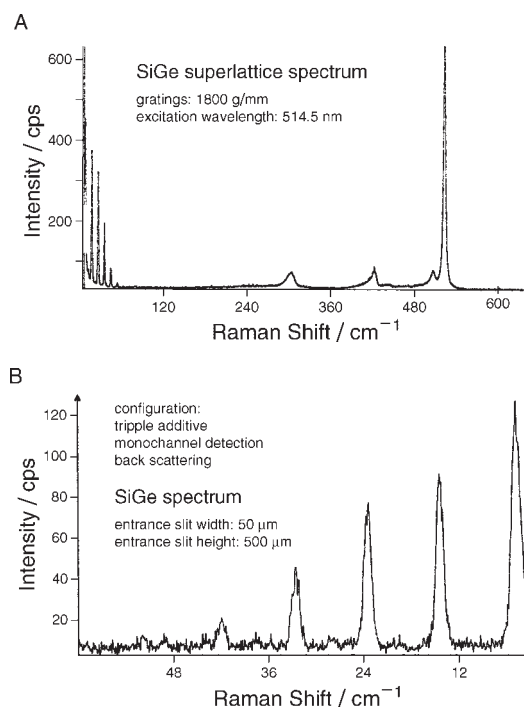 A
SiGe superlattice spectrum
gratings: 1800 g/mm
excitation wavelength: 514.5 nm
Intensity / cps
600
400
200
120
240
360
480
600
Raman Shift / cm⁻¹
B
configuration:
tripple additive
monochannel detection
back scattering
SiGe spectrum
entrance slit width: 50 µm
entrance slit height: 500 µm
Intensity / cps
120
100
80
60
40
20
48
36
24
12
Raman Shift / cm⁻¹